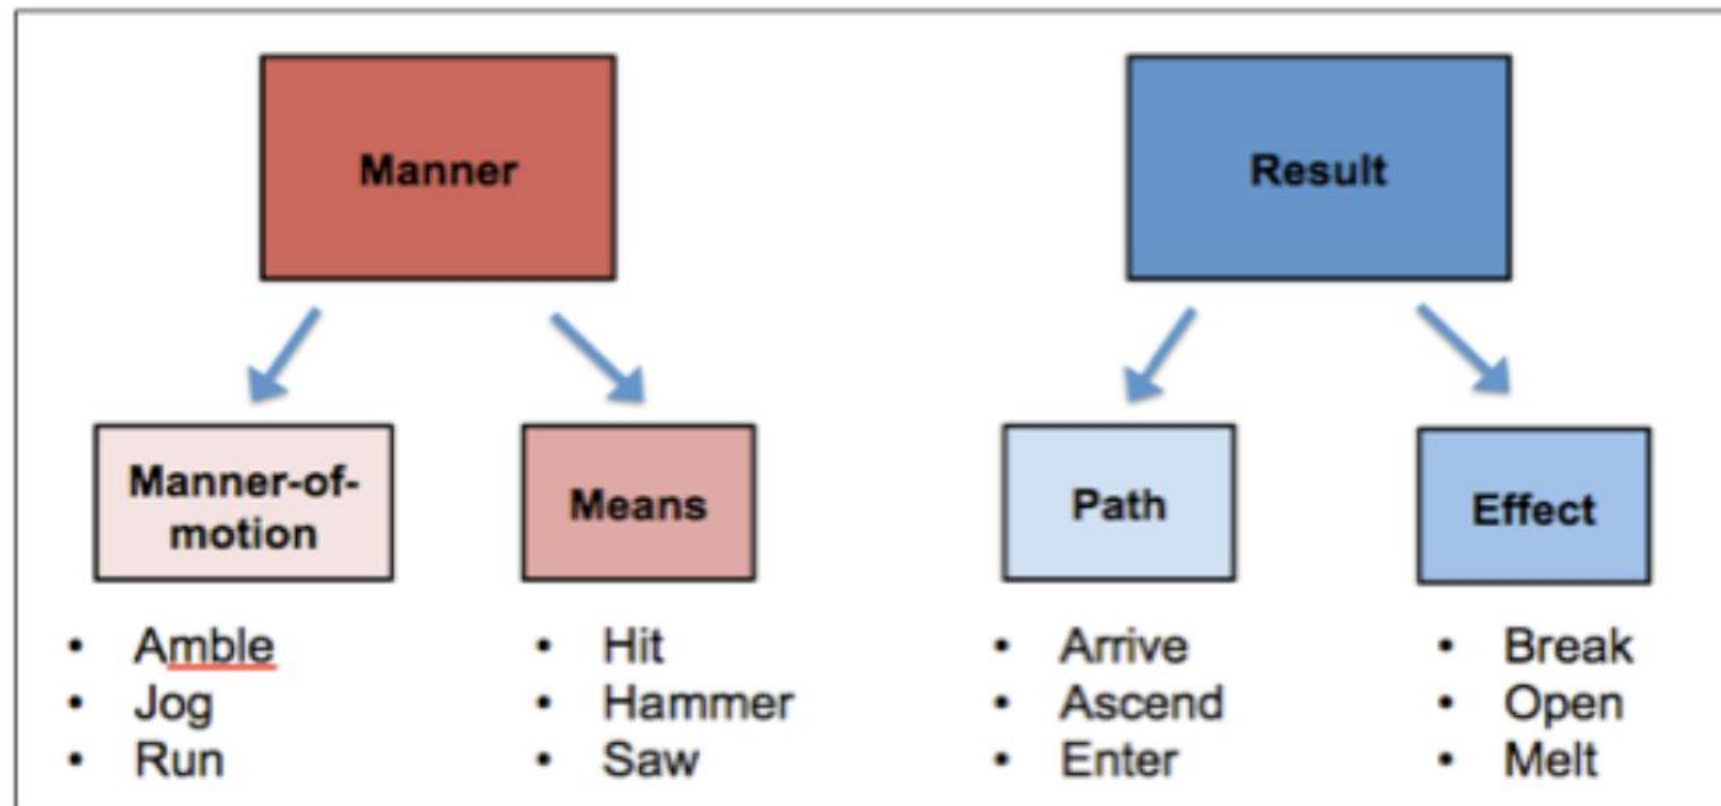 Manner
Result
Manner-of-
motion
Means
Path
Effect
• Amble
• Jog
• Run
• Hit
• Hammer
• Saw
• Arrive
• Ascend
• Enter
• Break
• Open
• Melt